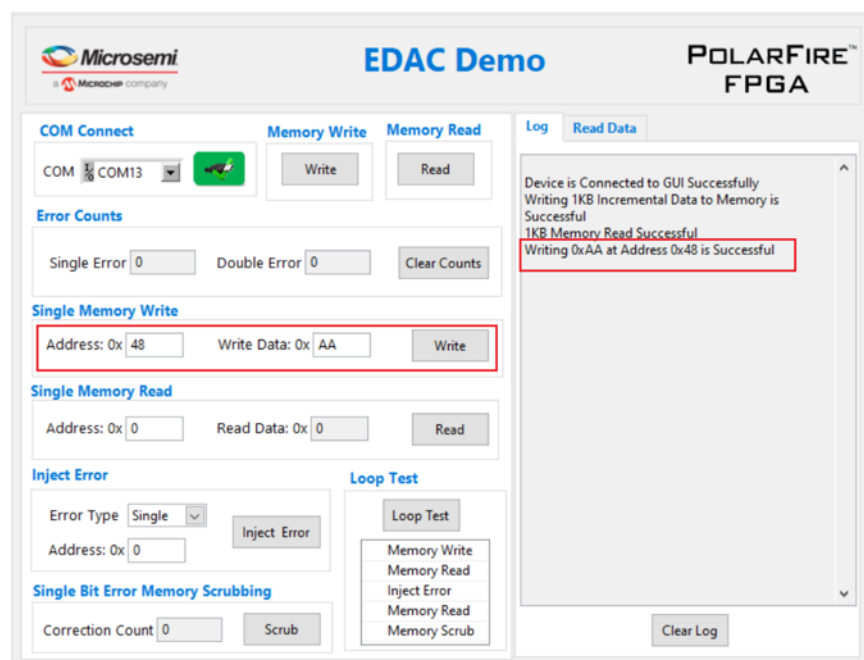 Microsemi
a MICROCHIP company
EDAC Demo
POLARFIRE™
FPGA
COM Connect
COM COM13
Memory Write
Write
Memory Read
Read
Error Counts
Single Error 0 Double Error 0 Clear Counts
Single Memory Write
Address: 0x 48 Write Data: 0x AA Write
Single Memory Read
Address: 0x 0 Read Data: 0x 0 Read
Inject Error
Error Type Single
Address: 0x 0
Inject Error
Loop Test
Loop Test
Memory Write
Memory Read
Inject Error
Memory Read
Memory Scrub
Single Bit Error Memory Scrubbing
Correction Count 0 Scrub
Log Read Data
Device is Connected to GUI Successfully
Writing 1KB Incremental Data to Memory is
Successful
1KB Memory Read Successful
Writing 0xAA at Address 0x48 is Successful
Clear Log